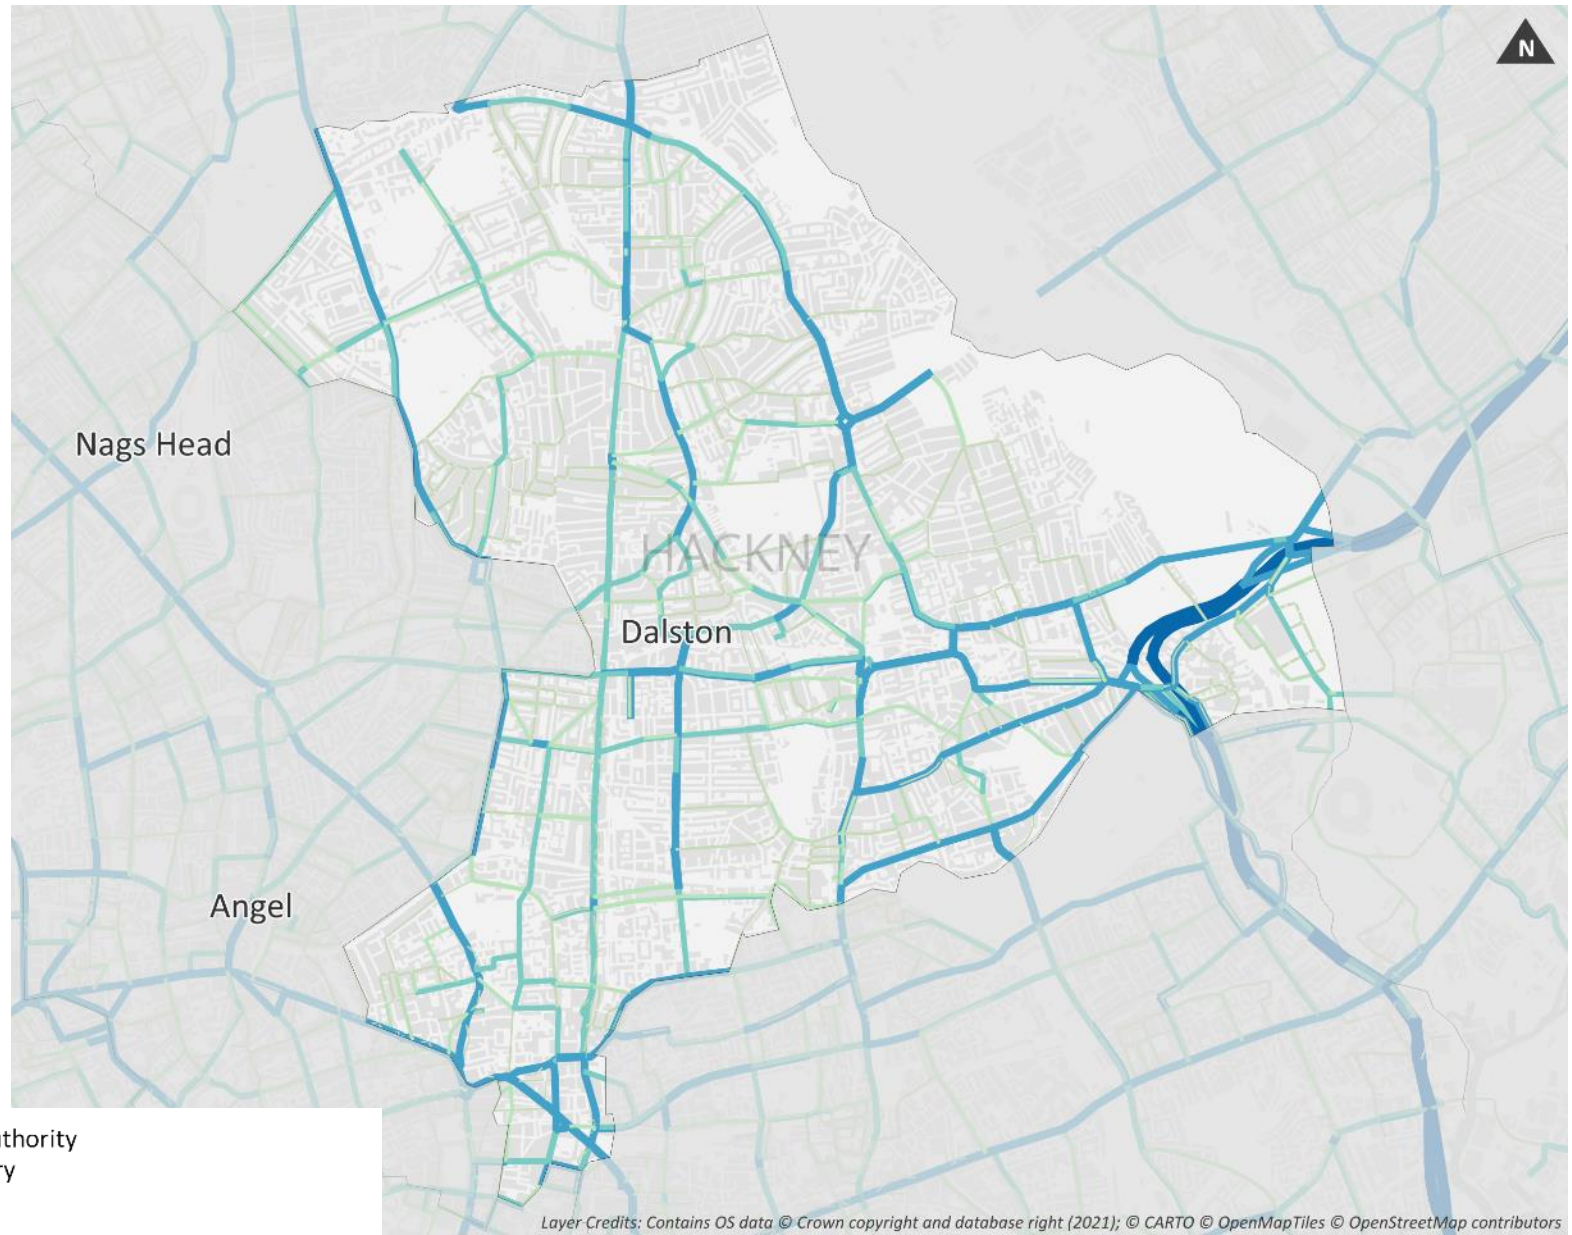 N
Nags Head
HACKNEY
Dalston
Angel
Layer Credits: Contains OS data © Crown copyright and database right (2021); © CARTO © OpenMapTiles © OpenStreetMap contributors